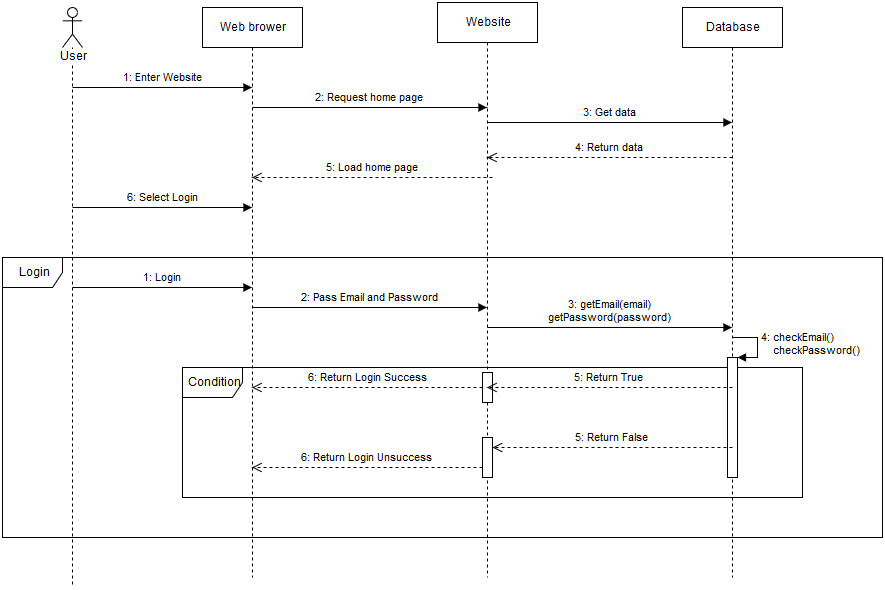 User
Web brower
Website
Database
1: Enter Website
2: Request home page
3: Get data
4: Return data
5: Load home page
6: Select Login
Login
1: Login
2: Pass Email and Password
3: getEmail(email)
getPassword(password)
4: checkEmail()
checkPassword()
Condition
6: Return Login Success
5: Return True
5: Return False
6: Return Login Unsuccess